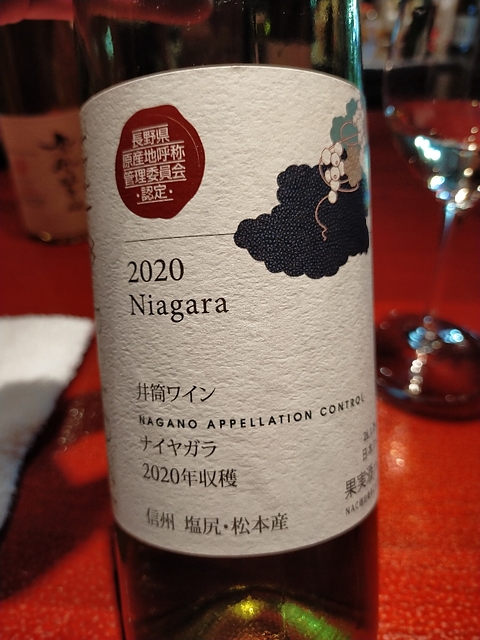 長野県
原産地呼称
管理委員会
・認定・
2020
Niagara
井筒ワイン
NAGANO APPELLATION CONTROL
ナイヤガラ
2020年収穫
果実酒
信州 塩尻・松本産